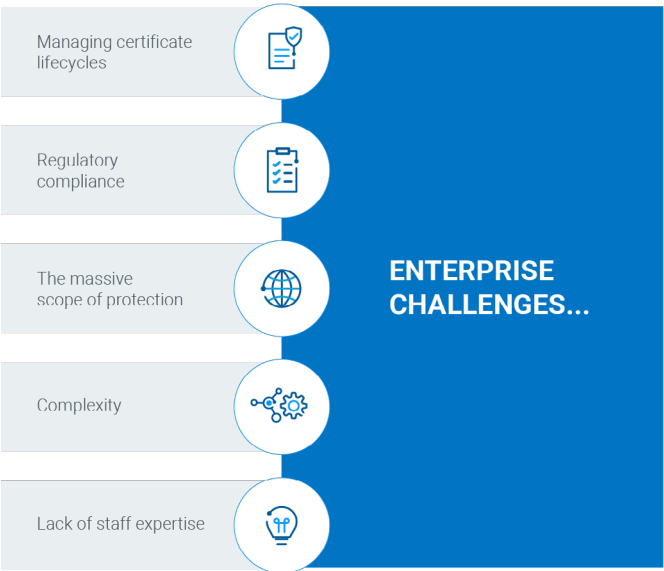 Managing certificate
lifecycles
Regulatory
compliance
The massive
scope of protection
Complexity
Lack of staff expertise
ENTERPRISE
CHALLENGES...